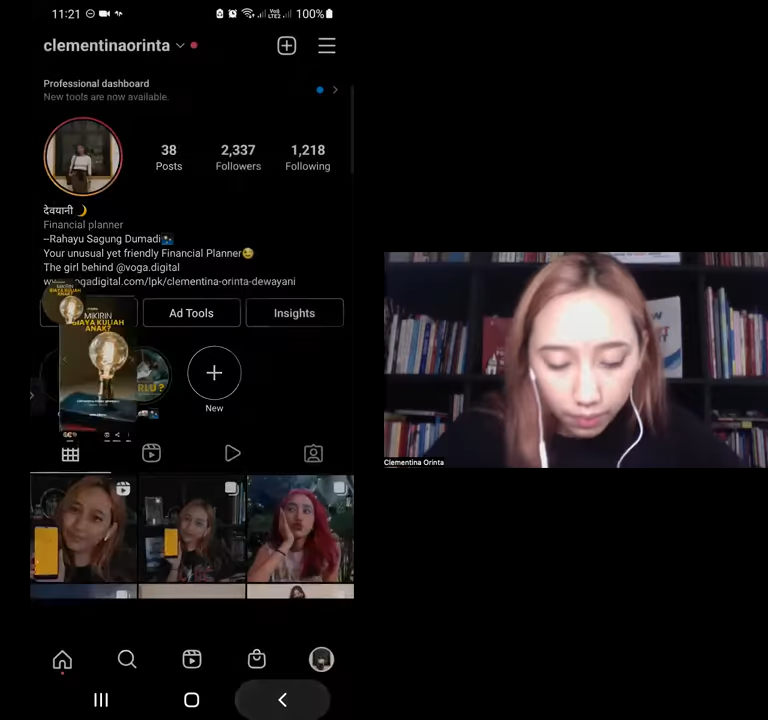 11:21
100%
clementinaorinta
Professional dashboard
New tools are now available.
38
Posts
2,337
Followers
1,218
Following
देवयानी 🌙
Financial planner
--Rahayu Sagung Dumadi🌃
Your unusual yet friendly Financial Planner🧐
The girl behind @voga.digital
ogadigital.com/lpk/clementina-orinta-dewayani
Ad Tools
Insights
MIKIRIN
BIAYA KULIAH
ANAK?
New
Clementina Orinta